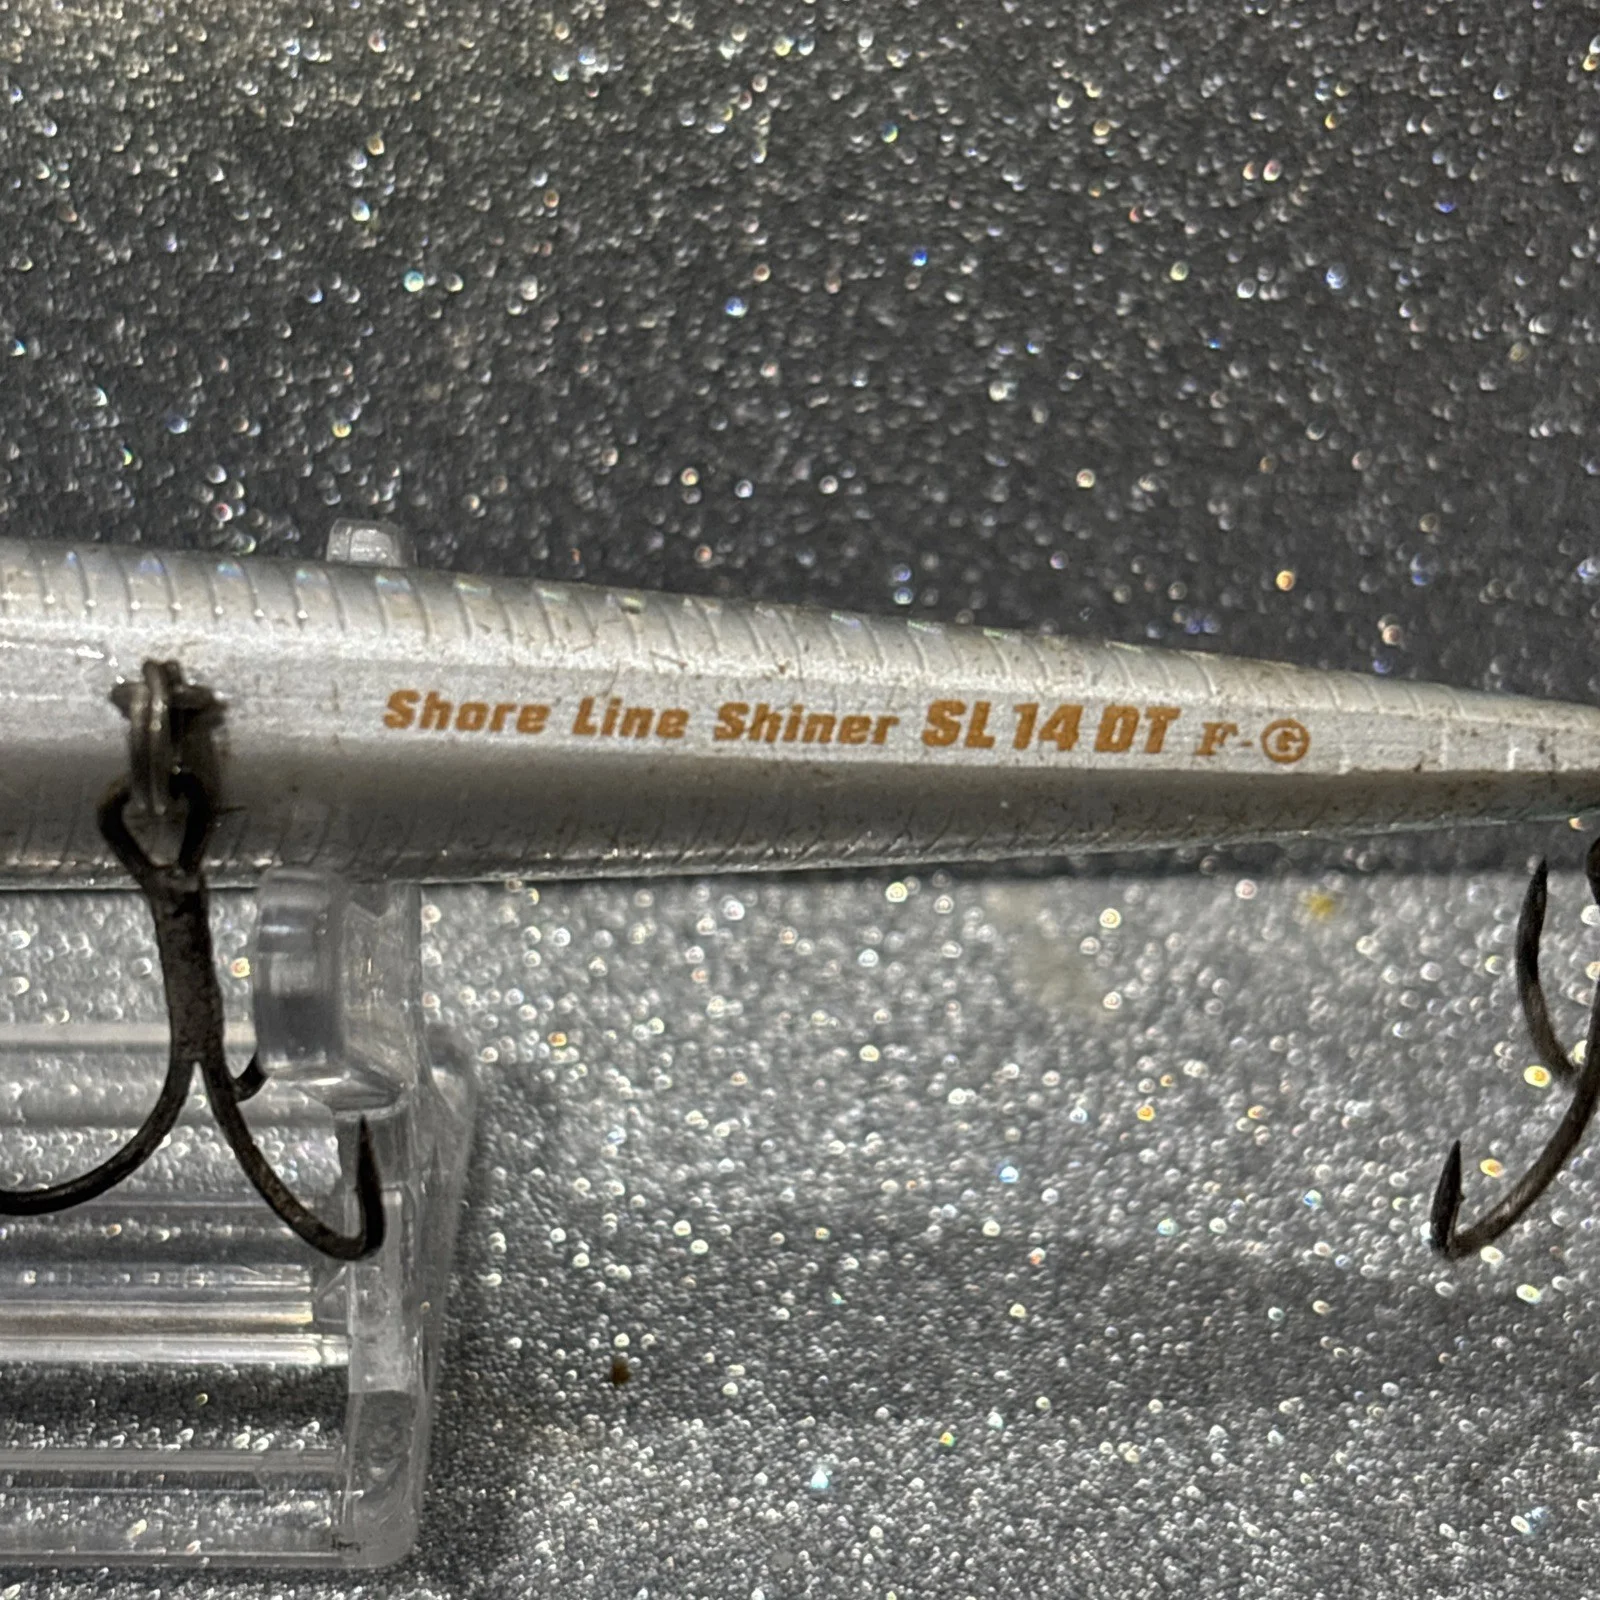 Shore Line Shiner SL14 DT F-Ⓖ